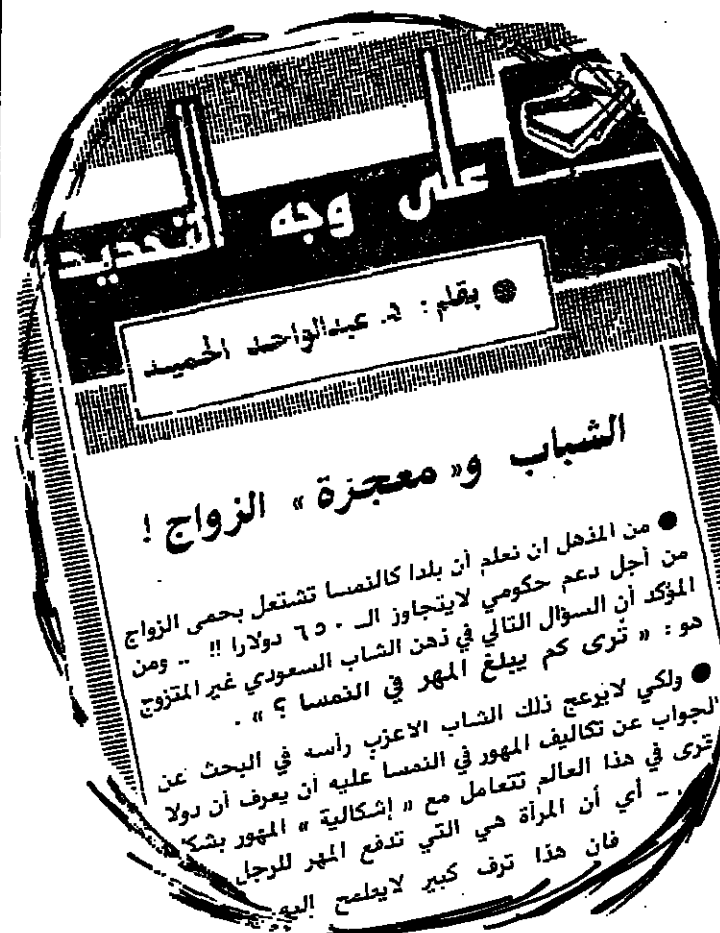 على وجه التحديد
بقلم : د. عبدالواحد الحميد
الشباب و« معجزة » الزواج !
● من المذهل ان نعلم أن بلدا كالنمسا تشتعل بحمى الزواج
من أجل دعم حكومي لايتجاوز الـ ٦٥٠ دولارا !! .. ومن
المؤكد أن السؤال التالي في ذهن الشاب السعودي غير المتزوج
هو : « تُرى كم يبلغ المهر في النمسا ؟ » .
● ولكي لايزعج ذلك الشاب الاعزب رأسه في البحث عن
الجواب عن تكاليف المهور في النمسا عليه أن يعرف أن دولا
ترى في هذا العالم تتعامل مع « إشكالية » المهور بشكـ
.. أي أن المرأة هي التي تدفع المهر للرجل
فان هذا ترف كبير لايطمح اليه